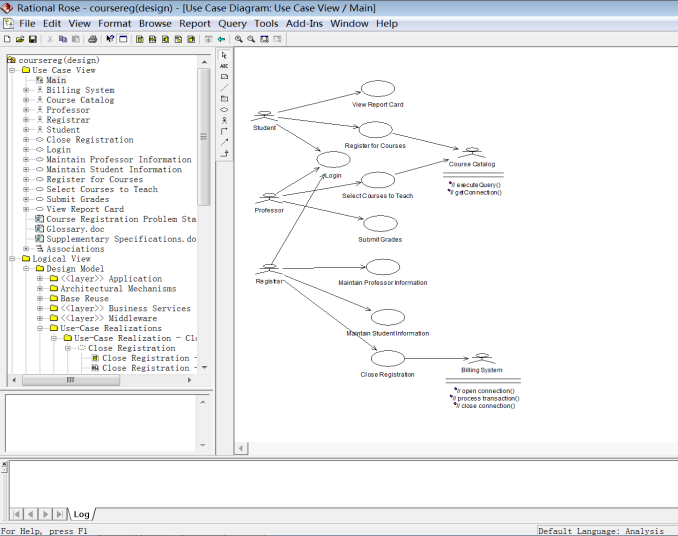 Rational Rose - coursereg(design) - [Use Case Diagram: Use Case View / Main]
File Edit View Format Browse Report Query Tools Add-Ins Window Help
coursereg(design)
Use Case View
Main
Billing System
Course Catalog
Professor
Registrar
Student
Close Registration
Login
Maintain Professor Information
Maintain Student Information
Register for Courses
Select Courses to Teach
Submit Grades
View Report Card
Course Registration Problem Sta
Glossary.doc
Supplementary Specifications.do
Associations
Logical View
Design Model
<<layer>> Application
Architectural Mechanisms
Base Reuse
<<layer>> Business Services
<<layer>> Middleware
Use-Case Realizations
Use-Case Realization - Clo
Close Registration
Close Registration -
Close Registration -
ABC
View Report Card
Student
Register for Courses
Course Catalog
Login
// executeQuery()
// getConnection()
Select Courses to Teach
Professor
Submit Grades
Registrar
Maintain Professor Information
Maintain Student Information
Close Registration
Billing System
// open connection()
// process transaction()
// close connection()
Log
For Help, press F1
Default Language: Analysis